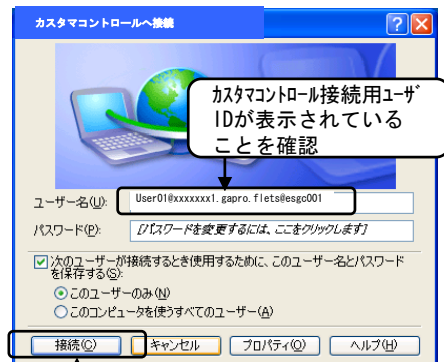 カスタマコントロールへ接続
ｶｽﾀﾏｺﾝﾄﾛｰﾙ接続用ﾕｰｻﾞ
IDが表示されている
ことを確認
ユーザー名(U):
User01@xxxxxxx1.gapro.flets@esgc001
パスワード(P):
[パスワードを変更するには、ここをクリックします]
次のユーザーが接続するとき使用するために、このユーザー名とパスワード
を保存する(S):
このユーザーのみ(N)
このコンピュータを使うすべてのユーザー(A)
接続(C)
キャンセル
プロパティ(O)
ヘルプ(H)